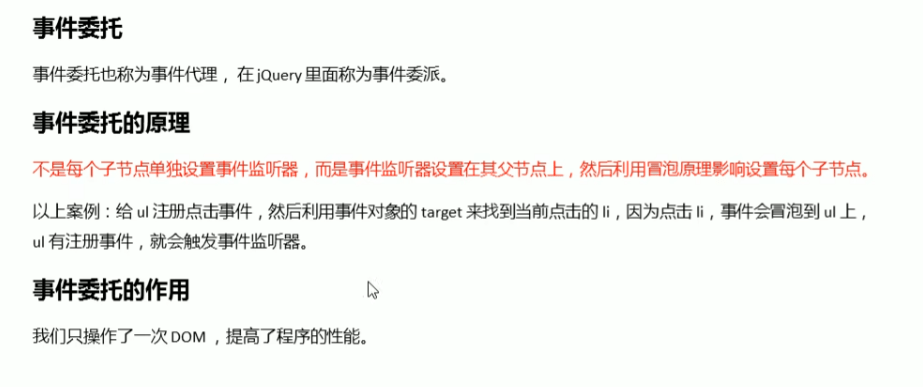 事件委托
事件委托也称为事件代理，在 jQuery 里面称为事件委派。
事件委托的原理
不是每个子节点单独设置事件监听器，而是事件监听器设置在其父节点上，然后利用冒泡原理影响设置每个子节点。
以上案例：给 ul 注册点击事件，然后利用事件对象的 target 来找到当前点击的 li，因为点击 li，事件会冒泡到 ul 上，
ul 有注册事件，就会触发事件监听器。
事件委托的作用
我们只操作了一次 DOM ，提高了程序的性能。